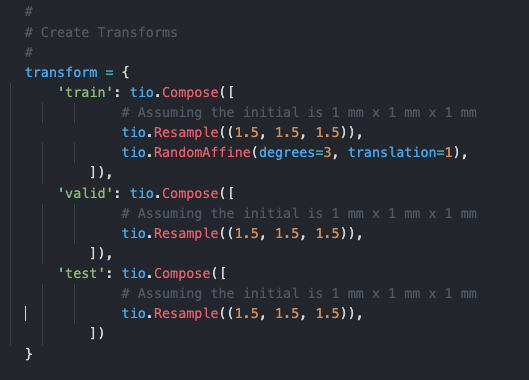 #
# Create Transforms
#
transform = {
    'train': tio.Compose([
            # Assuming the initial is 1 mm x 1 mm x 1 mm
            tio.Resample((1.5, 1.5, 1.5)),
            tio.RandomAffine(degrees=3, translation=1),
        ]),
    'valid': tio.Compose([
            # Assuming the initial is 1 mm x 1 mm x 1 mm
            tio.Resample((1.5, 1.5, 1.5)),
        ]),
    'test': tio.Compose([
            # Assuming the initial is 1 mm x 1 mm x 1 mm
            tio.Resample((1.5, 1.5, 1.5)),
        ])
}